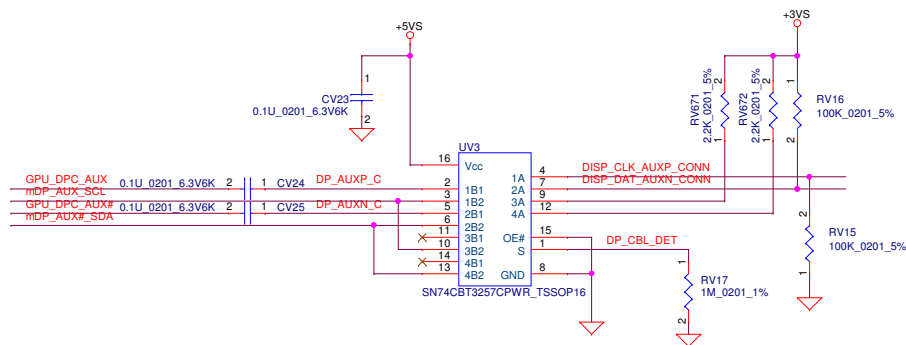 +5VS
+3VS
1
CV23
0.1U_0201_6.3V6K
2
RV671
2.2K_0201_5%
2
1
RV672
2.2K_0201_5%
2
1
1
RV16
100K_0201_5%
2
UV3
16 Vcc
GPU_DPC_AUX 0.1U_0201_6.3V6K 2 1 CV24 DP_AUXP_C 2 1B1
mDP_AUX_SCL 3 1B2
GPU_DPC_AUX# 0.1U_0201_6.3V6K 2 1 CV25 DP_AUXN_C 5 2B1
mDP_AUX#_SDA 6 2B2
11 3B1
10 3B2
14 4B1
13 4B2
1A 4 DISP_CLK_AUXP_CONN
2A 7 DISP_DAT_AUXN_CONN
3A 9
4A 12
OE# 15
S 1 DP_CBL_DET
GND 8
SN74CBT3257CPWR_TSSOP16
2
RV15
100K_0201_5%
1
1
RV17
1M_0201_1%
2